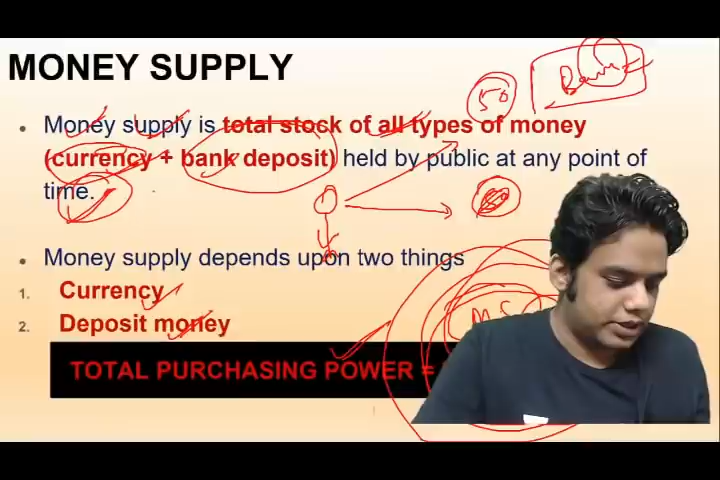 MONEY SUPPLY
50
Bank
• Money supply is total stock of all types of money
(currency + bank deposit) held by public at any point of
time.
• Money supply depends upon two things
1. Currency
2. Deposit money
M S
TOTAL PURCHASING POWER =